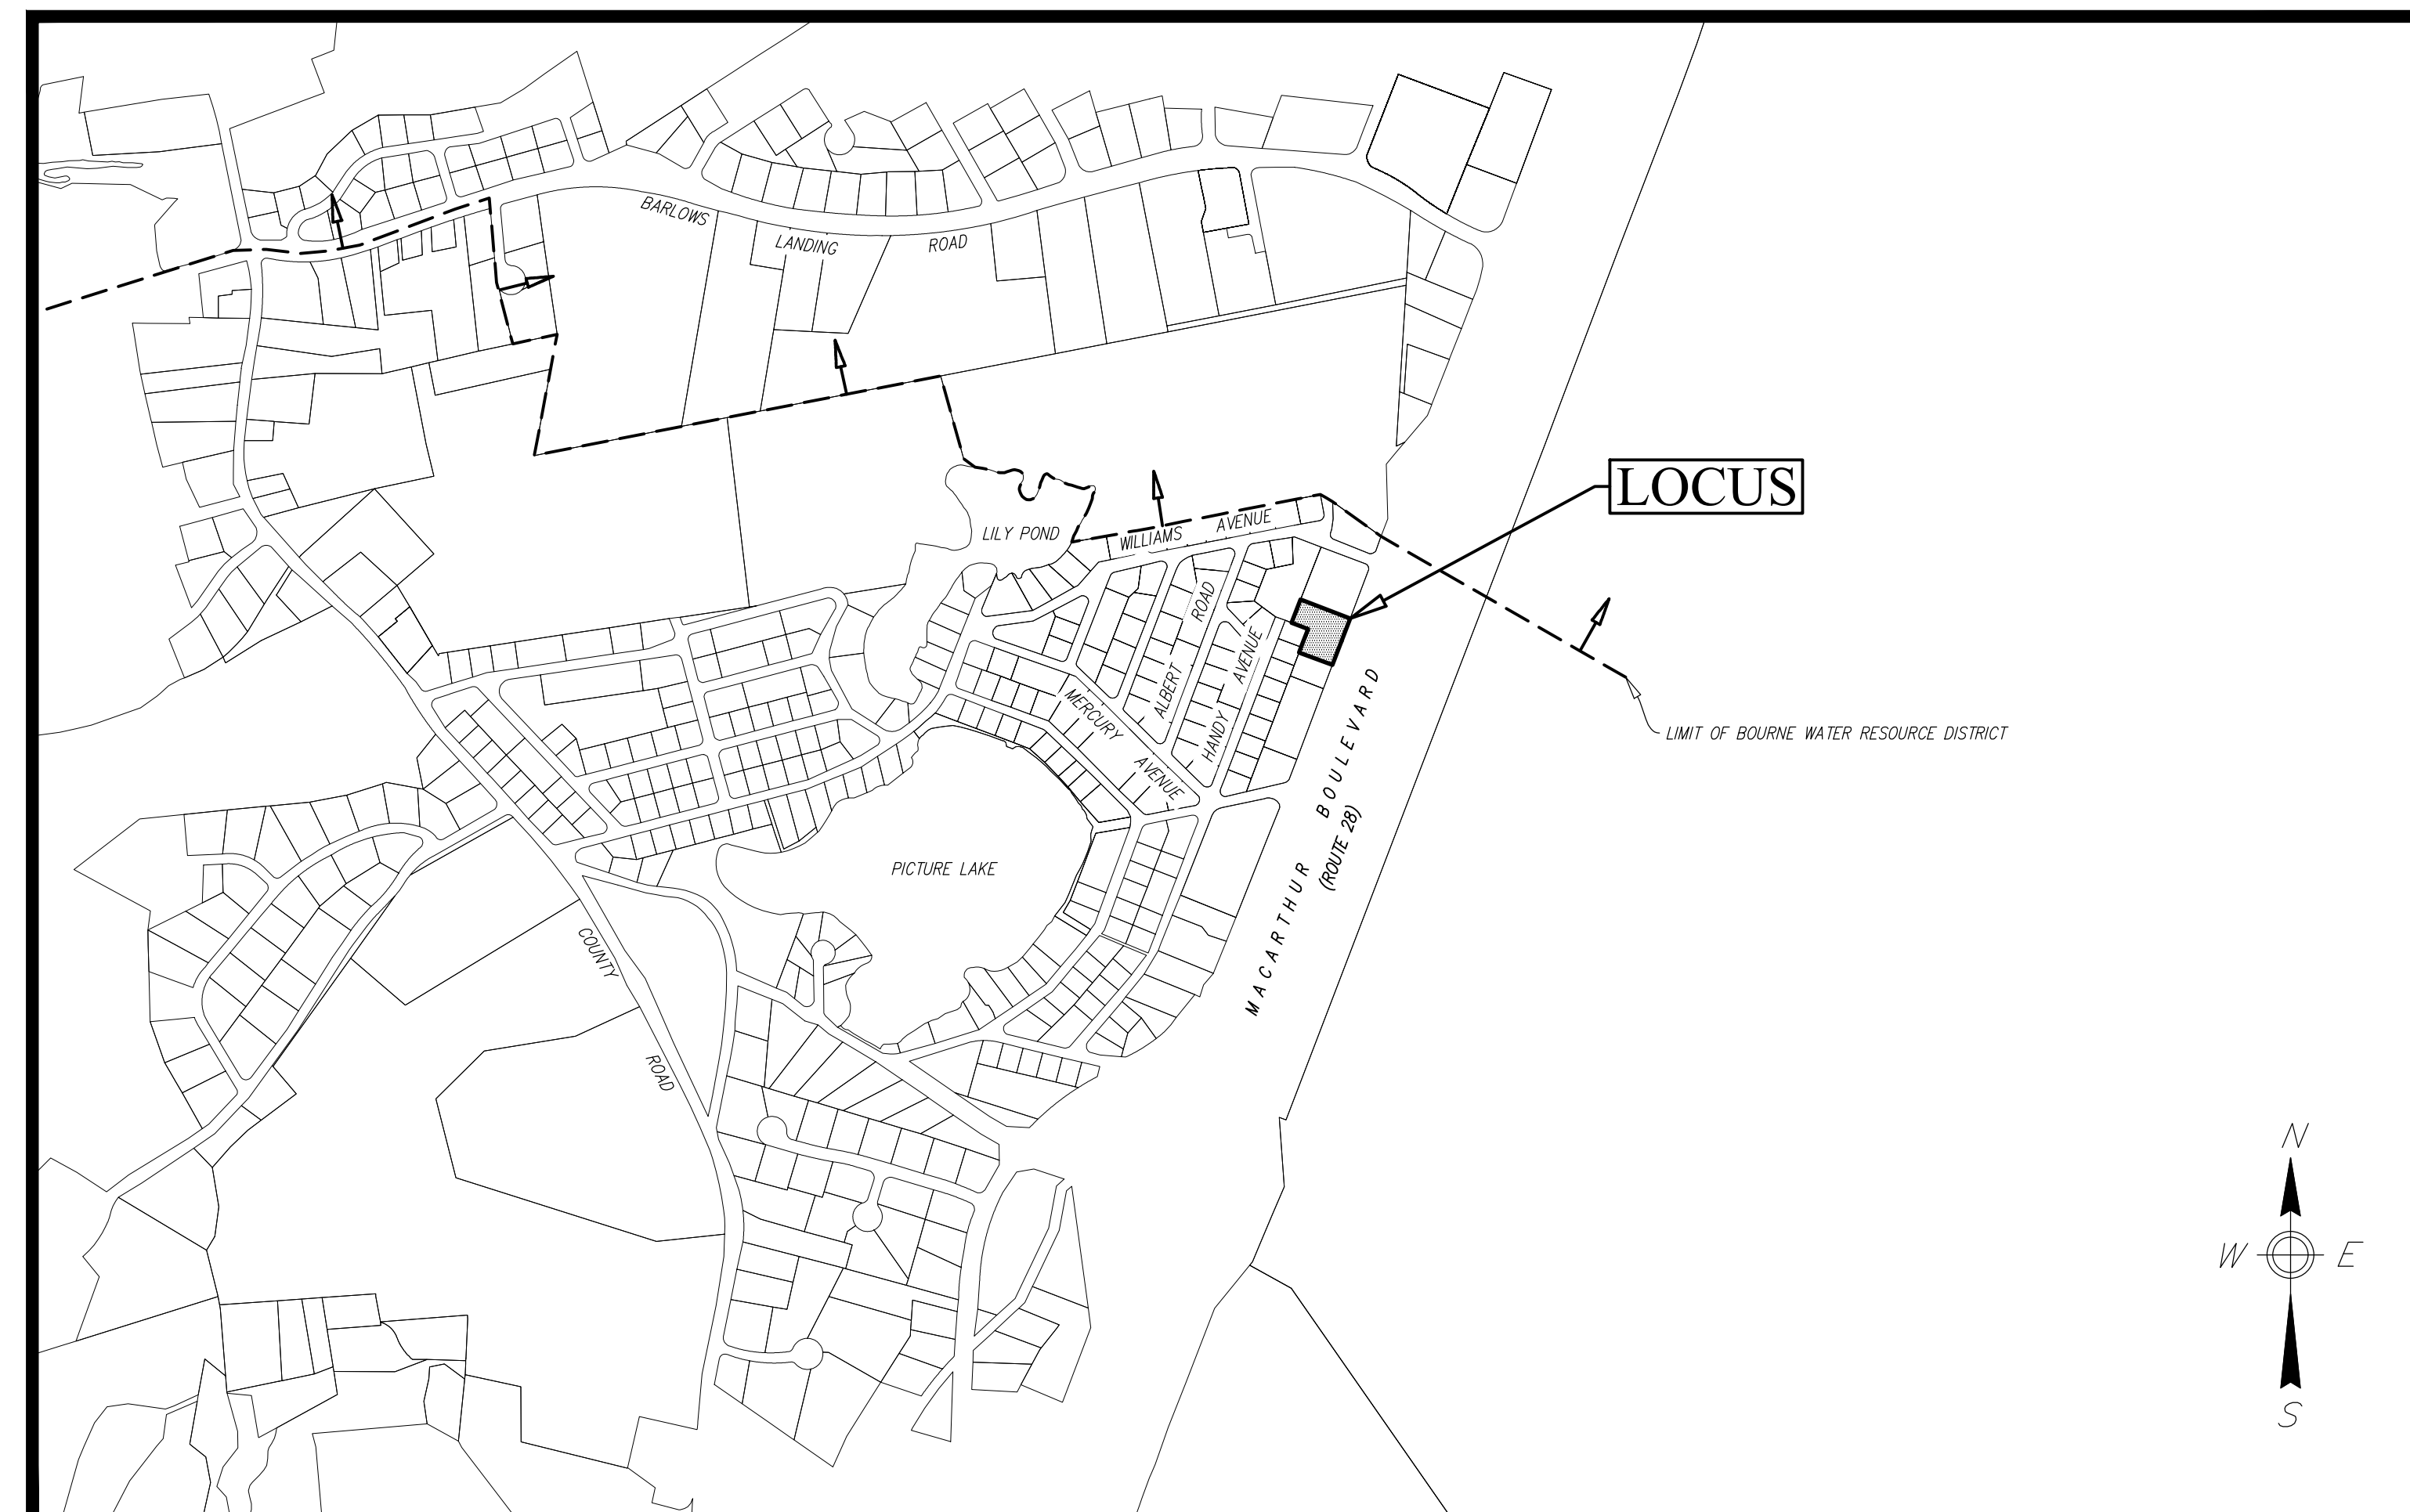 BARLOWS LANDING ROAD
LOCUS
LILY POND
WILLIAMS AVENUE
ALBERT ROAD
HANDY AVENUE
MERCURY AVENUE
MACARTHUR BOULEVARD
(ROUTE 28)
LIMIT OF BOURNE WATER RESOURCE DISTRICT
PICTURE LAKE
COUNTY ROAD
N
W E
S